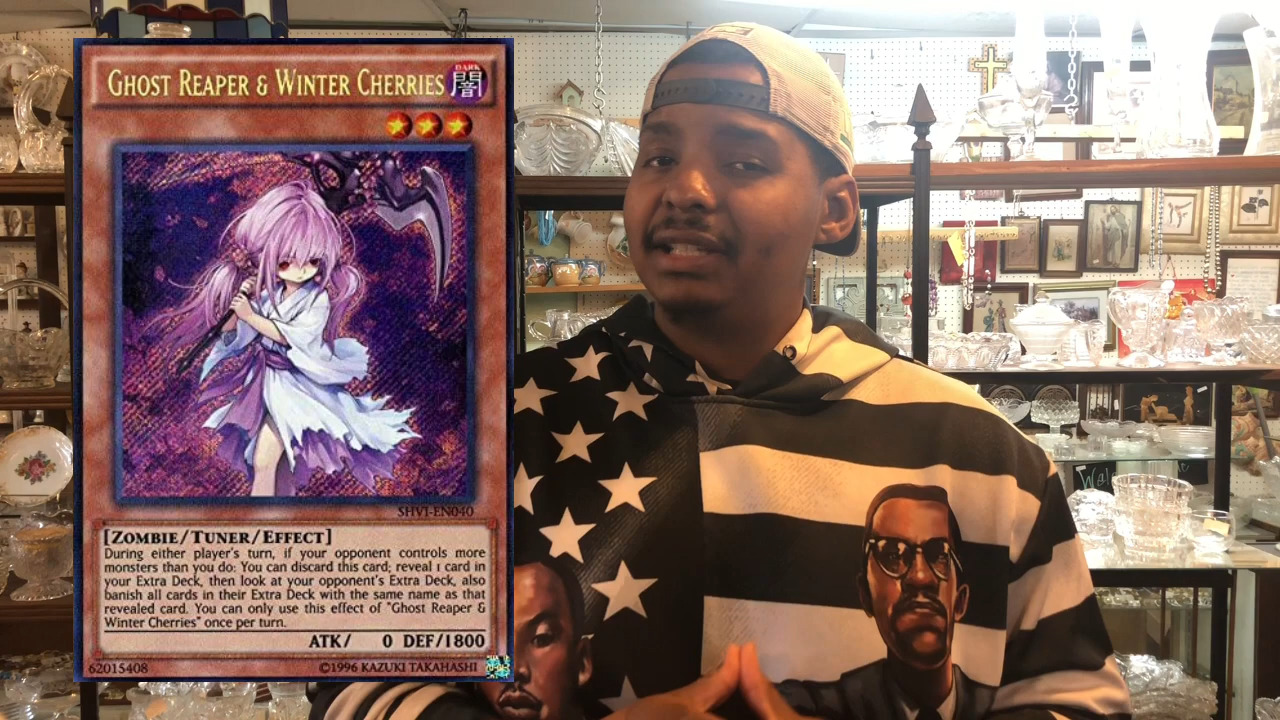 GHOST REAPER & WINTER CHERRIES
DARK
闇
SHVI-EN040
[ZOMBIE/TUNER/EFFECT]
During either player's turn, if your opponent controls more
monsters than you do: You can discard this card; reveal 1 card in
your Extra Deck, then look at your opponent's Extra Deck, also
banish all cards in their Extra Deck with the same name as that
revealed card. You can only use this effect of "Ghost Reaper &
Winter Cherries" once per turn.
ATK/ 0 DEF/1800
62015408
©1996 KAZUKI TAKAHASHI